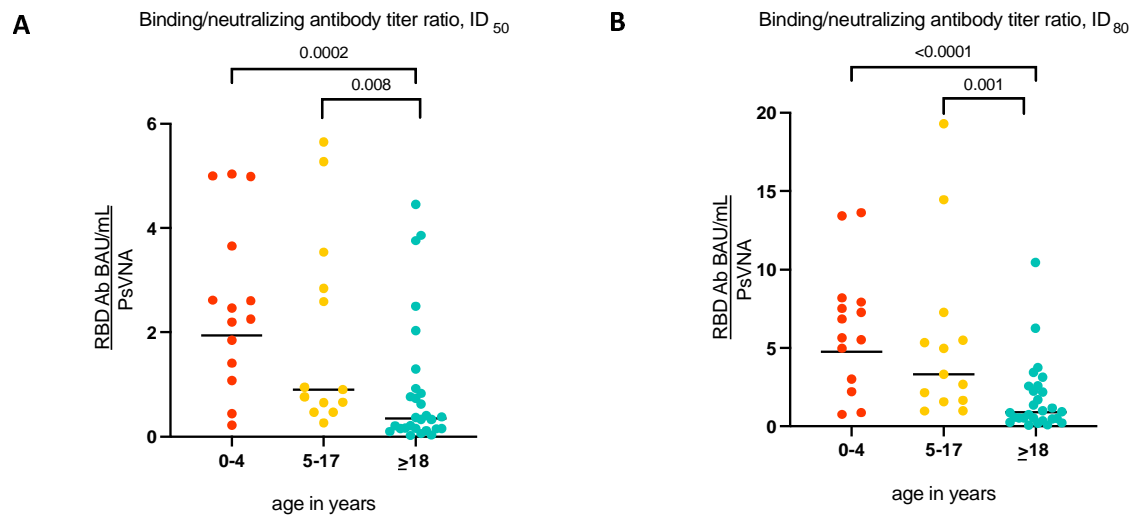 A
Binding/neutralizing antibody titer ratio, ID 50
0.0002
0.008
6
4
2
0
RBD Ab BAU/mL
PsVNA
0-4
5-17
≥18
age in years
B
Binding/neutralizing antibody titer ratio, ID 80
<0.0001
0.001
20
15
10
5
0
RBD Ab BAU/mL
PsVNA
0-4
5-17
≥18
age in years